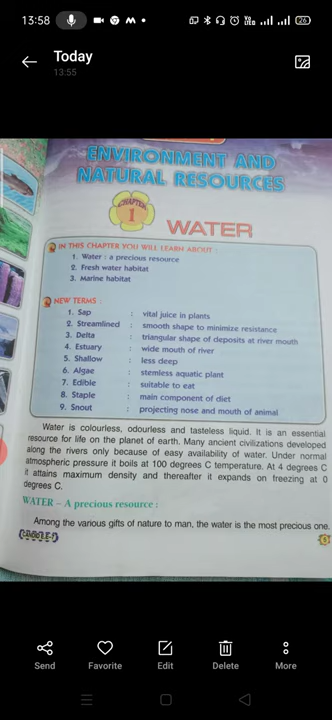 13:58
26
Today
13:55
ENVIRONMENT AND
NATURAL RESOURCES
CHAPTER
1
WATER
IN THIS CHAPTER YOU WILL LEARN ABOUT :
1. Water : a precious resource
2. Fresh water habitat
3. Marine habitat
NEW TERMS :
1. Sap : vital juice in plants
2. Streamlined : smooth shape to minimize resistance
3. Delta : triangular shape of deposits at river mouth
4. Estuary : wide mouth of river
5. Shallow : less deep
6. Algae : stemless aquatic plant
7. Edible : suitable to eat
8. Staple : main component of diet
9. Snout : projecting nose and mouth of animal
Water is colourless, odourless and tasteless liquid. It is an essential
resource for life on the planet of earth. Many ancient civilizations developed
along the rivers only because of easy availability of water. Under normal
atmospheric pressure it boils at 100 degrees C temperature. At 4 degrees C
it attains maximum density and thereafter it expands on freezing at 0
degrees C.
WATER – A precious resource :
Among the various gifts of nature to man, the water is the most precious one.
5
Send
Favorite
Edit
Delete
More